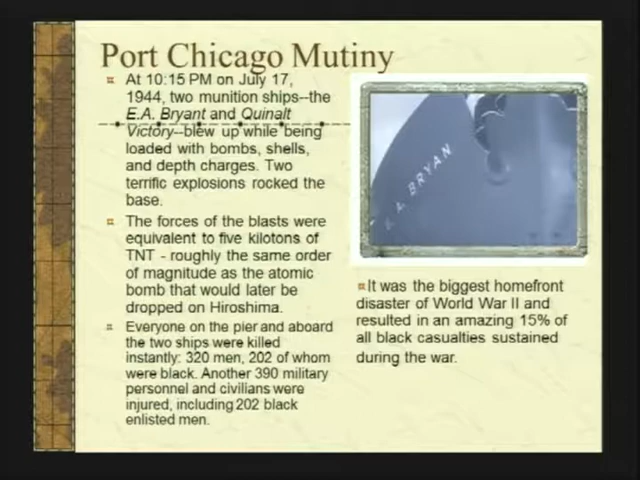 Port Chicago Mutiny
At 10:15 PM on July 17,
1944, two munition ships--the
E.A. Bryant and Quinalt
Victory--blew up while being
loaded with bombs, shells,
and depth charges. Two
terrific explosions rocked the
base.
The forces of the blasts were
equivalent to five kilotons of
TNT - roughly the same order
of magnitude as the atomic
bomb that would later be
dropped on Hiroshima.
Everyone on the pier and aboard
the two ships were killed
instantly: 320 men, 202 of whom
were black. Another 390 military
personnel and civilians were
injured, including 202 black
enlisted men.
E. A. BRYAN
It was the biggest homefront
disaster of World War II and
resulted in an amazing 15% of
all black casualties sustained
during the war.